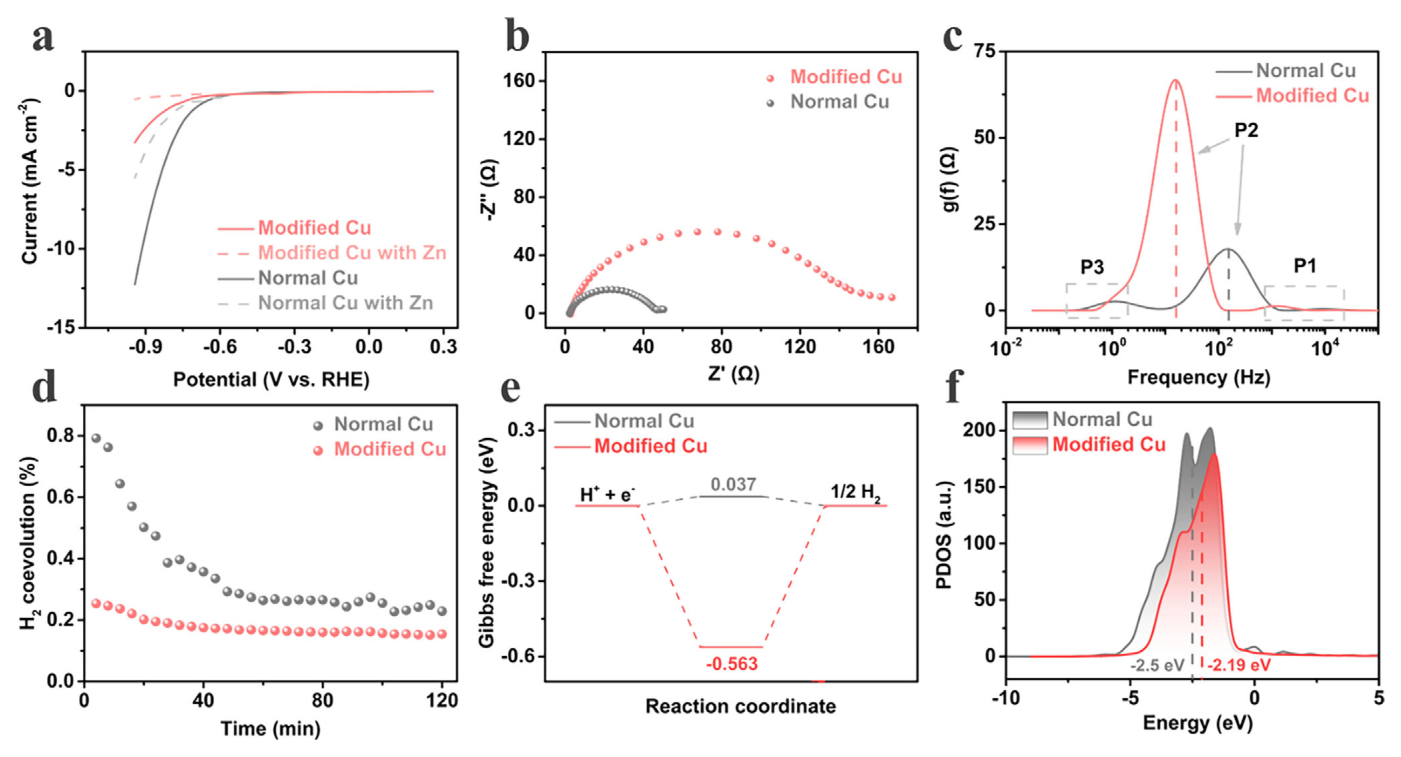 a
0
-5
-10
-15
-0.9
-0.6
-0.3
0.0
0.3
Current (mA cm⁻²)
Potential (V vs. RHE)
Modified Cu
Modified Cu with Zn
Normal Cu
Normal Cu with Zn
b
160
120
80
40
0
0
40
80
120
160
-Z'' (Ω)
Z' (Ω)
Modified Cu
Normal Cu
c
75
50
25
0
10⁻²
10⁰
10²
10⁴
g(f) (Ω)
Frequency (Hz)
Normal Cu
Modified Cu
P2
P3
P1
d
0.8
0.6
0.4
0.2
0.0
0
40
80
120
H₂ coevolution (%)
Time (min)
Normal Cu
Modified Cu
e
0.3
0.0
-0.3
-0.6
Gibbs free energy (eV)
Reaction coordinate
Normal Cu
Modified Cu
H⁺ + e⁻
0.037
1/2 H₂
-0.563
f
200
150
100
50
0
-10
-5
0
5
PDOS (a.u.)
Energy (eV)
Normal Cu
Modified Cu
-2.5 eV
-2.19 eV